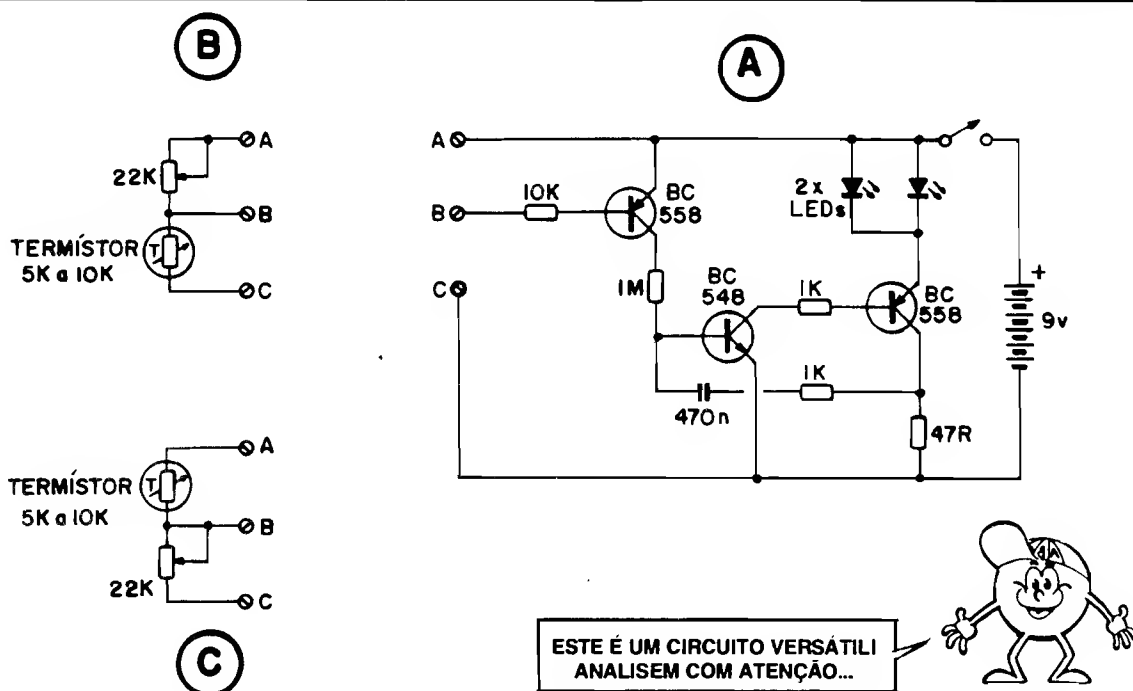 B
A
A
22K
B
TERMÍSTOR
5K a 10K
T
C
A
B
C
10K
BC
558
1M
BC
548
1K
470n
1K
2x
LEDs
BC
558
47R
+
9v
A
TERMÍSTOR
5K a 10K
T
B
22K
C
C
ESTE É UM CIRCUITO VERSÁTILI
ANALISEM COM ATENÇÃO...